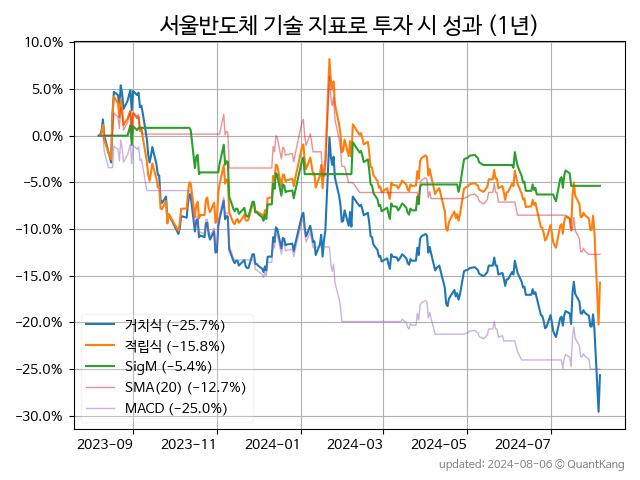 서울반도체 기술 지표로 투자 시 성과 (1년)
10.0%
5.0%
0.0%
−5.0%
−10.0%
−15.0%
−20.0%
−25.0%
−30.0%
거치식 (−25.7%)
적립식 (−15.8%)
SigM (−5.4%)
SMA(20) (−12.7%)
MACD (−25.0%)
2023-09 2023-11 2024-01 2024-03 2024-05 2024-07
updated: 2024-08-06 © QuantKang